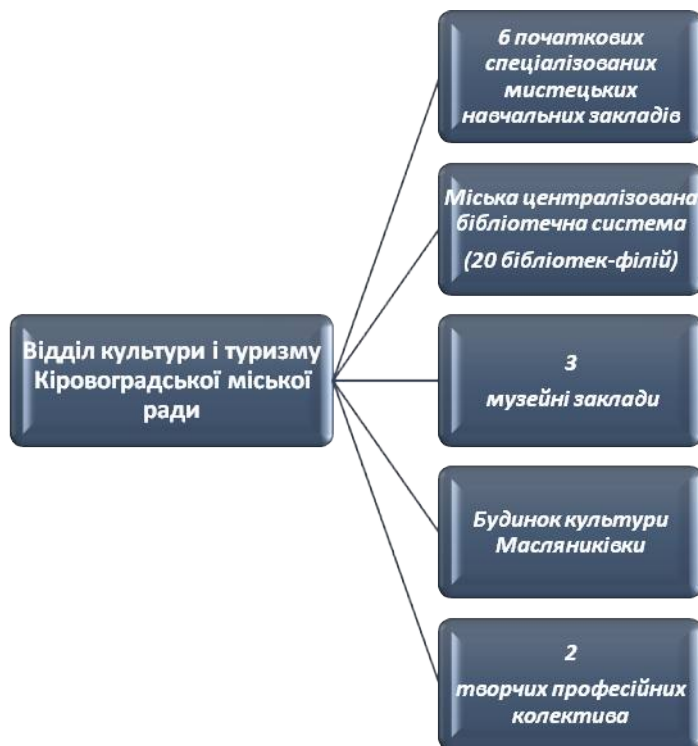 6 початкових
спеціалізованих
мистецьких
навчальних закладів
Міська централізована
бібліотечна система
(20 бібліотек-філій)
Відділ культури і туризму
Кіровоградської міської
ради
3
музейні заклади
Будинок культури
Масляниківки
2
творчих професійних
колектива